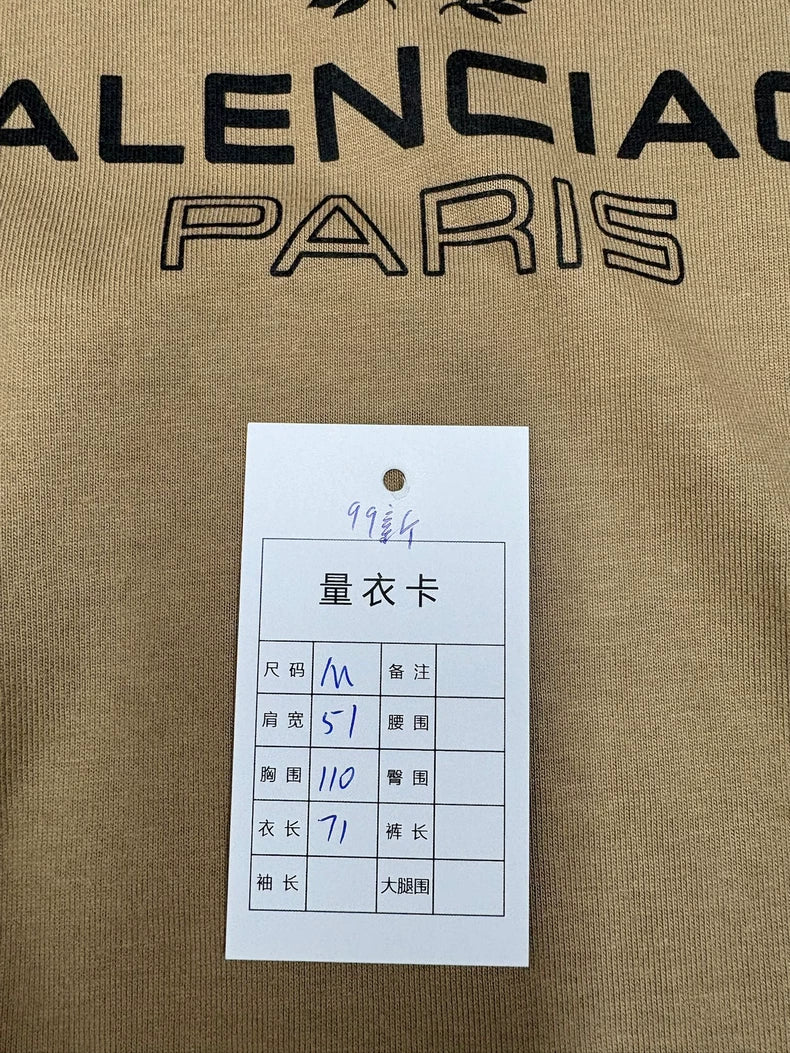 ALENCIAG
PARIS
99新
量衣卡
尺码 M 备注
肩宽 51 腰围
胸围 110 臀围
衣长 71 裤长
袖长 大腿围